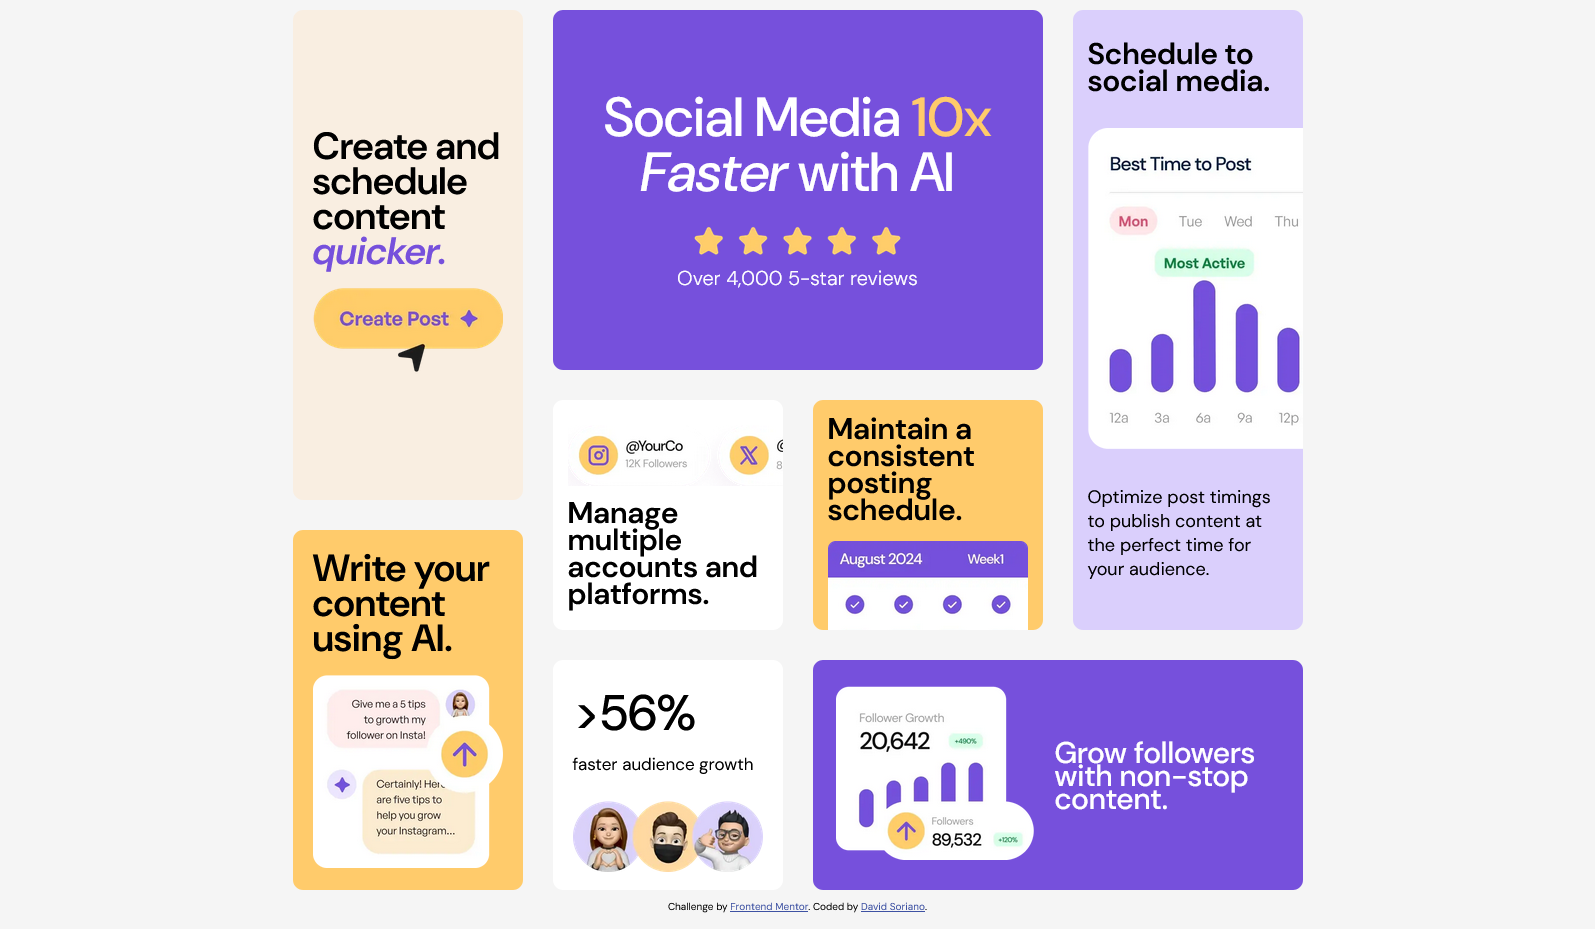 Create and
schedule
content
quicker.
Create Post
Social Media 10x
Faster with AI
Over 4,000 5-star reviews
Schedule to
social media.
Best Time to Post
Mon Tue Wed Thu
Most Active
12a 3a 6a 9a 12p
Optimize post timings
to publish content at
the perfect time for
your audience.
@YourCo
12K Followers
@
8
Manage
multiple
accounts and
platforms.
Maintain a
consistent
posting
schedule.
August 2024 Week1
Write your
content
using AI.
Give me a 5 tips
to growth my
follower on Insta!
Certainly! Here
are five tips to
help you grow
your Instagram...
>56%
faster audience growth
Follower Growth
20,642 +490%
Followers
89,532 +120%
Grow followers
with non-stop
content.
Challenge by Frontend Mentor. Coded by David Soriano.